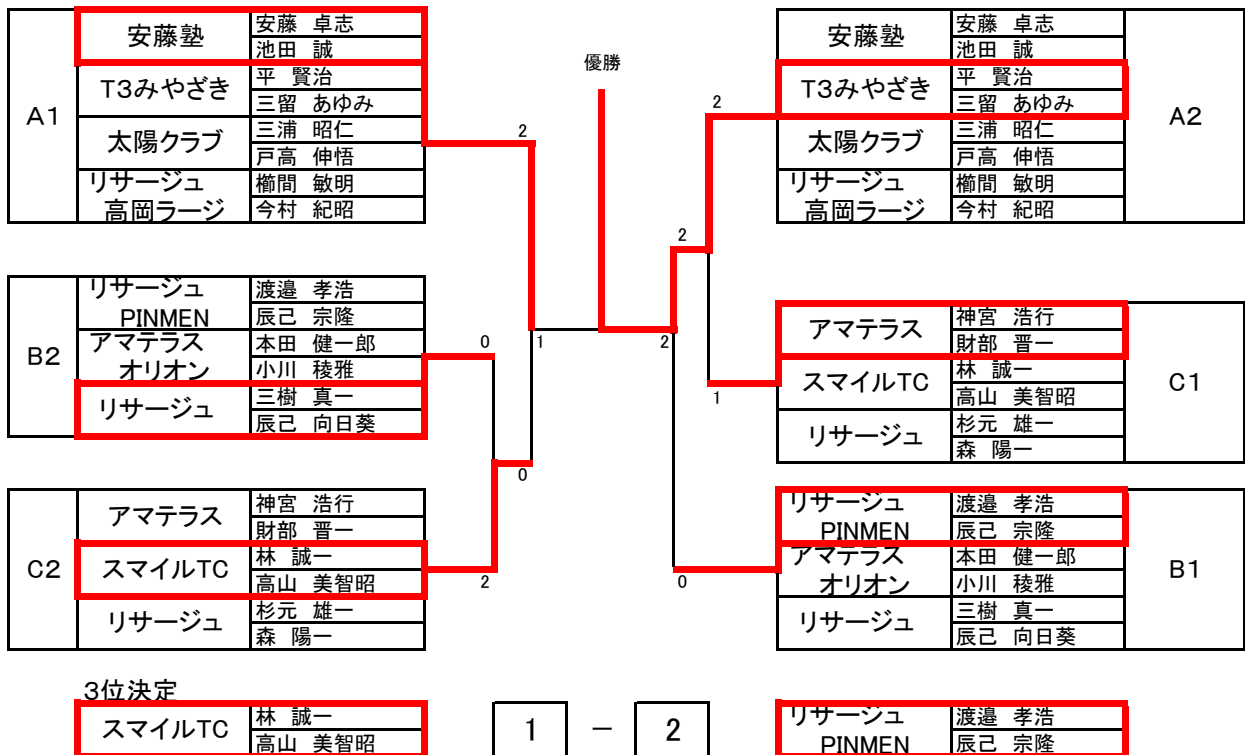 A1
安藤塾
安藤 卓志
池田 誠
T3みやざき
平 賢治
三留 あゆみ
太陽クラブ
三浦 昭仁
戸高 伸悟
リサージュ
高岡ラージ
櫛間 敏明
今村 紀昭
B2
リサージュ
PINMEN
渡邉 孝浩
辰己 宗隆
アマテラス
オリオン
本田 健一郎
小川 稜雅
リサージュ
三樹 真一
辰己 向日葵
C2
アマテラス
神宮 浩行
財部 晋一
スマイルTC
林 誠一
高山 美智昭
リサージュ
杉元 雄一
森 陽一
優勝
2
0
1
0
2
2
2
2
1
0
安藤塾
安藤 卓志
池田 誠
T3みやざき
平 賢治
三留 あゆみ
太陽クラブ
三浦 昭仁
戸高 伸悟
リサージュ
高岡ラージ
櫛間 敏明
今村 紀昭
A2
アマテラス
神宮 浩行
財部 晋一
スマイルTC
林 誠一
高山 美智昭
リサージュ
杉元 雄一
森 陽一
C1
リサージュ
PINMEN
渡邉 孝浩
辰己 宗隆
アマテラス
オリオン
本田 健一郎
小川 稜雅
リサージュ
三樹 真一
辰己 向日葵
B1
3位決定
スマイルTC
林 誠一
高山 美智昭
1 － 2
リサージュ
PINMEN
渡邉 孝浩
辰己 宗隆